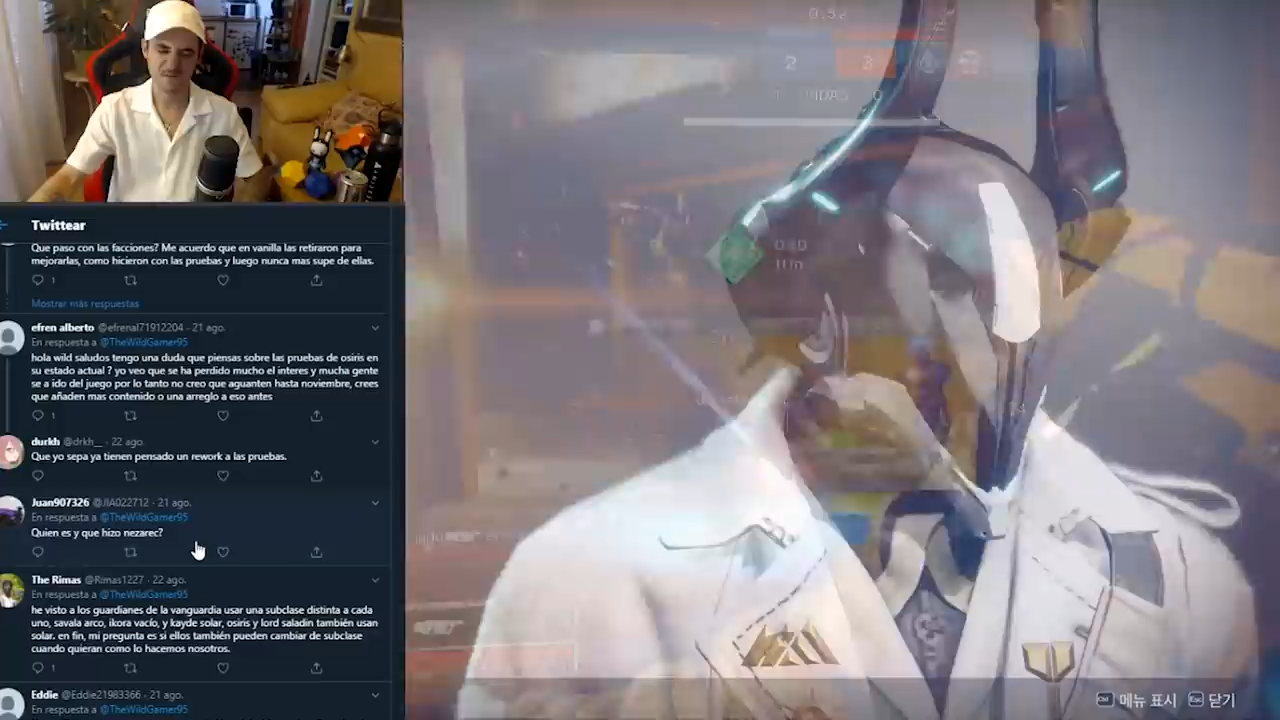 Twittear
Que paso con las facciones? Me acuerdo que en vanilla las retiraron para
mejorarlas, como hicieron con las pruebas y luego nunca mas supe de ellas.
1
Mostrar más respuestas
efren alberto @efrenal71912204 · 21 ago.
En respuesta a @TheWildGamer95
hola wild saludos tengo una duda que piensas sobre las pruebas de osiris en
su estado actual ? yo veo que se ha perdido mucho el interes y mucha gente
se a ido del juego por lo tanto no creo que aguanten hasta noviembre, crees
que añaden mas contenido o una arreglo a eso antes
1
durkh @drkh__ · 22 ago.
Que yo sepa ya tienen pensado un rework a las pruebas.
Juan907326 @JIA022712 · 21 ago.
En respuesta a @TheWildGamer95
Quien es y que hizo nezarec?
The Rimas @Rimas1227 · 22 ago.
En respuesta a @TheWildGamer95
he visto a los guardianes de la vanguardia usar una subclase distinta a cada
uno, savala arco, ikora vacío, y kayde solar, osiris y lord saladin también usan
solar. en fin, mi pregunta es si ellos también pueden cambiar de subclase
cuando quieran como lo hacemos nosotros.
1
Eddie @Eddie21983366 · 21 ago.
En respuesta a @TheWildGamer95
0:52
2 3
메뉴 표시 Esc 닫기